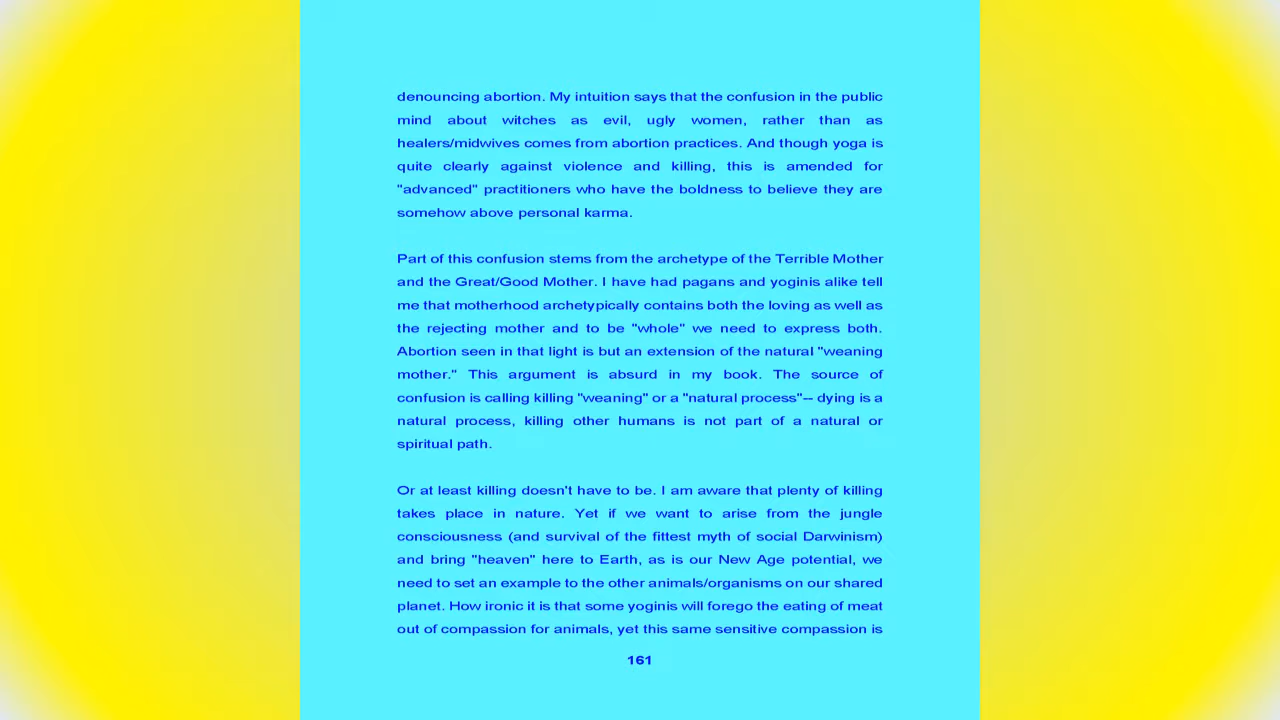 denouncing abortion. My intuition says that the confusion in the public
mind about witches as evil, ugly women, rather than as
healers/midwives comes from abortion practices. And though yoga is
quite clearly against violence and killing, this is amended for
"advanced" practitioners who have the boldness to believe they are
somehow above personal karma.
Part of this confusion stems from the archetype of the Terrible Mother
and the Great/Good Mother. I have had pagans and yoginis alike tell
me that motherhood archetypically contains both the loving as well as
the rejecting mother and to be "whole" we need to express both.
Abortion seen in that light is but an extension of the natural "weaning
mother." This argument is absurd in my book. The source of
confusion is calling killing "weaning" or a "natural process"-- dying is a
natural process, killing other humans is not part of a natural or
spiritual path.
Or at least killing doesn't have to be. I am aware that plenty of killing
takes place in nature. Yet if we want to arise from the jungle
consciousness (and survival of the fittest myth of social Darwinism)
and bring "heaven" here to Earth, as is our New Age potential, we
need to set an example to the other animals/organisms on our shared
planet. How ironic it is that some yoginis will forego the eating of meat
out of compassion for animals, yet this same sensitive compassion is
161